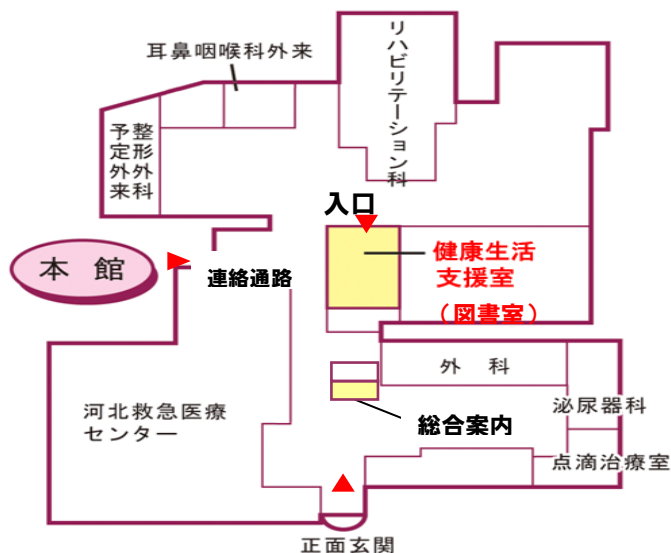 耳鼻咽喉科外来
リハビリテーション科
整形外科
予定外来
入口
健康生活
支援室
（図書室）
本館
連絡通路
外科
河北救急医療
センター
泌尿器科
総合案内
点滴治療室
正面玄関